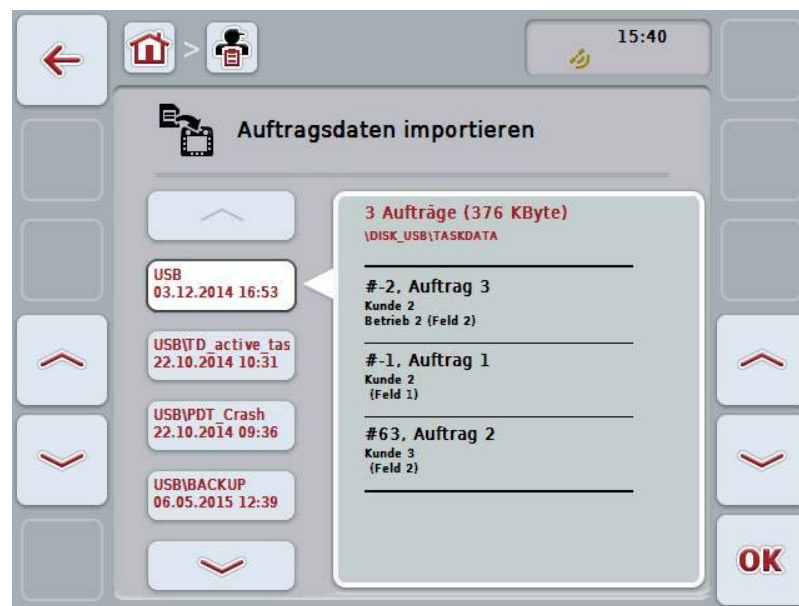 >
15:40
Auftragsdaten importieren
USB
03.12.2014 16:53
USB\TD_active_tas
22.10.2014 10:31
USB\PDT_Crash
22.10.2014 09:36
USB\BACKUP
06.05.2015 12:39
3 Aufträge (376 KByte)
\DISK_USB\TASKDATA
#-2, Auftrag 3
Kunde 2
Betrieb 2 (Feld 2)
#-1, Auftrag 1
Kunde 2
(Feld 1)
#63, Auftrag 2
Kunde 3
(Feld 2)
OK